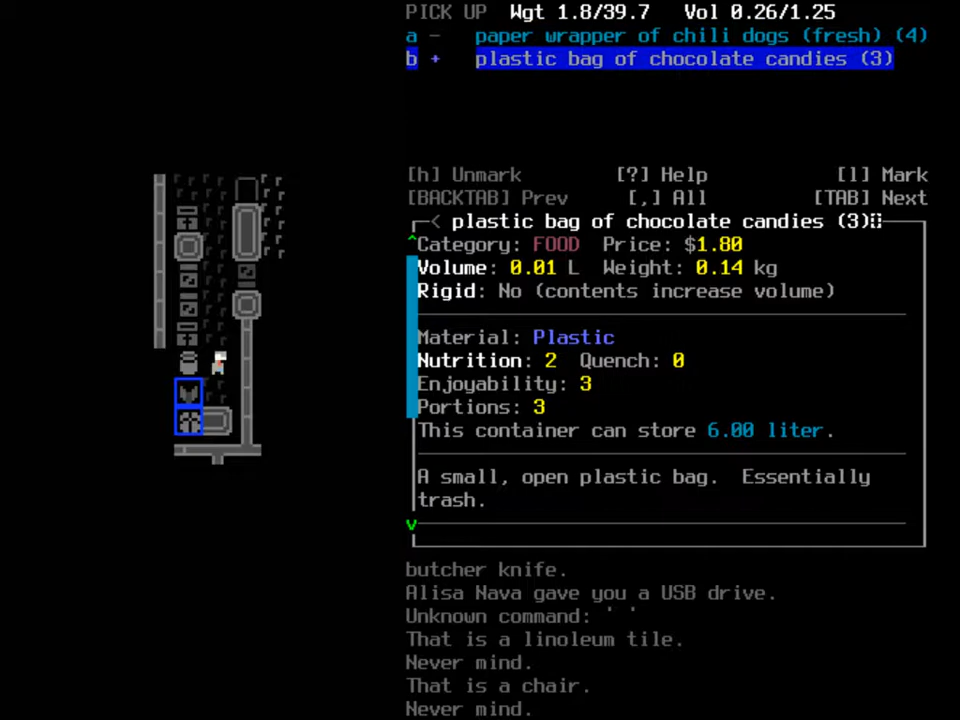 PICK UP  Wgt 1.8/39.7   Vol 0.26/1.25
a -   paper wrapper of chili dogs (fresh) (4)
b +   plastic bag of chocolate candies (3)
[h] Unmark        [?] Help           [l] Mark
[BACKTAB] Prev     [,] All          [TAB] Next
< plastic bag of chocolate candies (3)
Category: FOOD  Price: $1.80
Volume: 0.01 L  Weight: 0.14 kg
Rigid: No (contents increase volume)
Material: Plastic
Nutrition: 2  Quench: 0
Enjoyability: 3
Portions: 3
This container can store 6.00 liter.
A small, open plastic bag.  Essentially
trash.
v
butcher knife.
Alisa Nava gave you a USB drive.
Unknown command: ' '
That is a linoleum tile.
Never mind.
That is a chair.
Never mind.